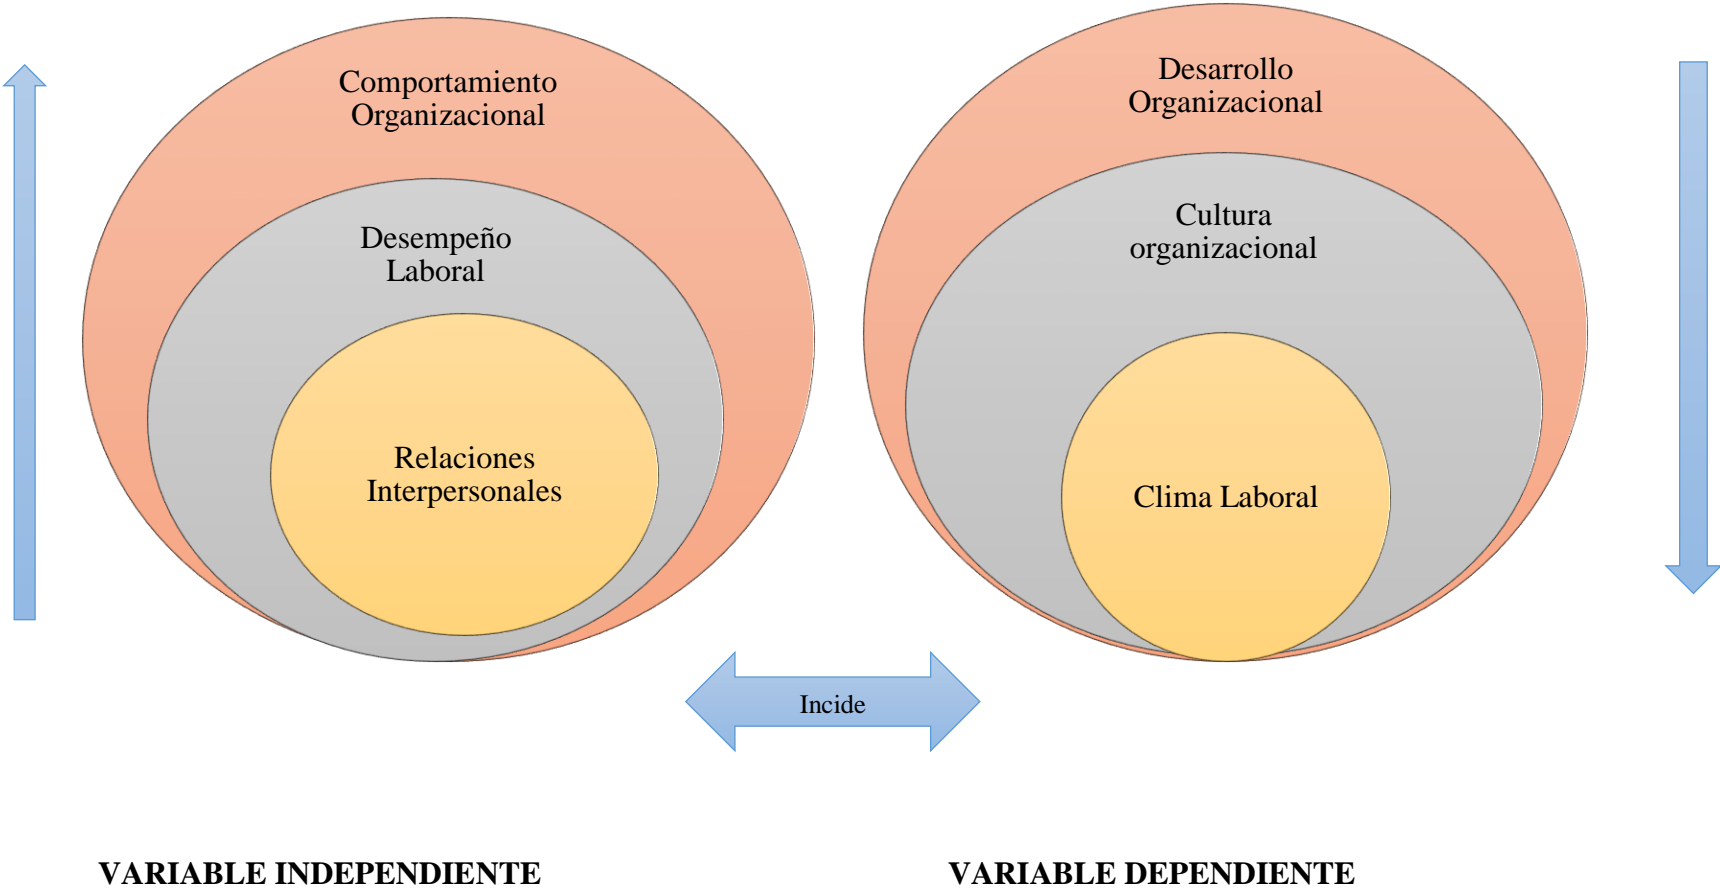 Comportamiento
Organizacional
Desempeño
Laboral
Relaciones
Interpersonales
Desarrollo
Organizacional
Cultura
organizacional
Clima Laboral
Incide
VARIABLE INDEPENDIENTE
VARIABLE DEPENDIENTE